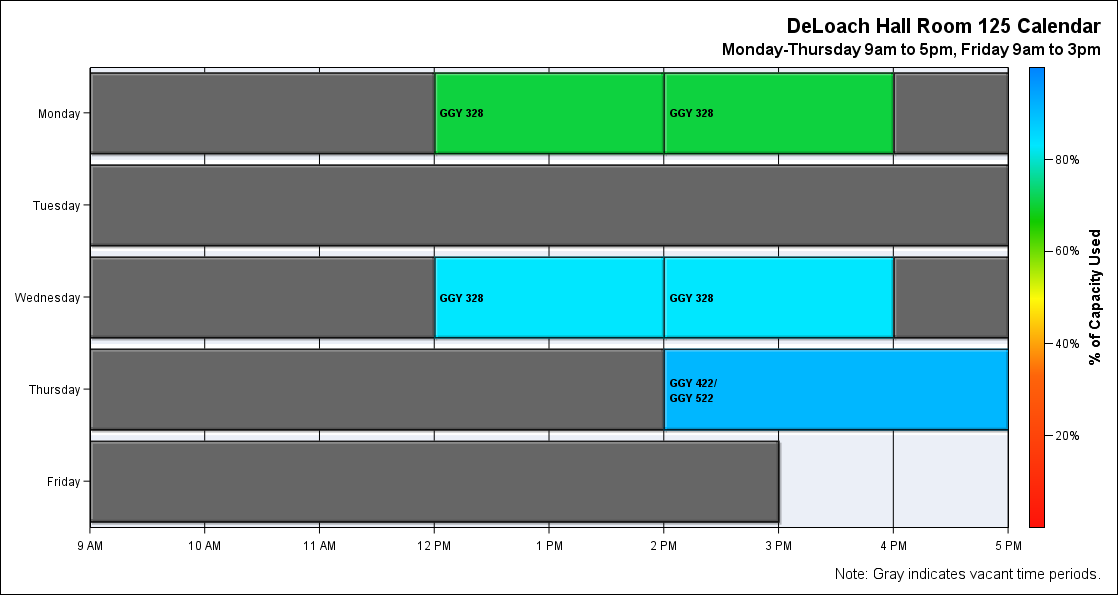 DeLoach Hall Room 125 Calendar
Monday-Thursday 9am to 5pm, Friday 9am to 3pm
Monday
GGY 328
GGY 328
Tuesday
Wednesday
GGY 328
GGY 328
Thursday
GGY 422/
GGY 522
Friday
9 AM
10 AM
11 AM
12 PM
1 PM
2 PM
3 PM
4 PM
5 PM
80%
60%
40%
20%
% of Capacity Used
Note: Gray indicates vacant time periods.